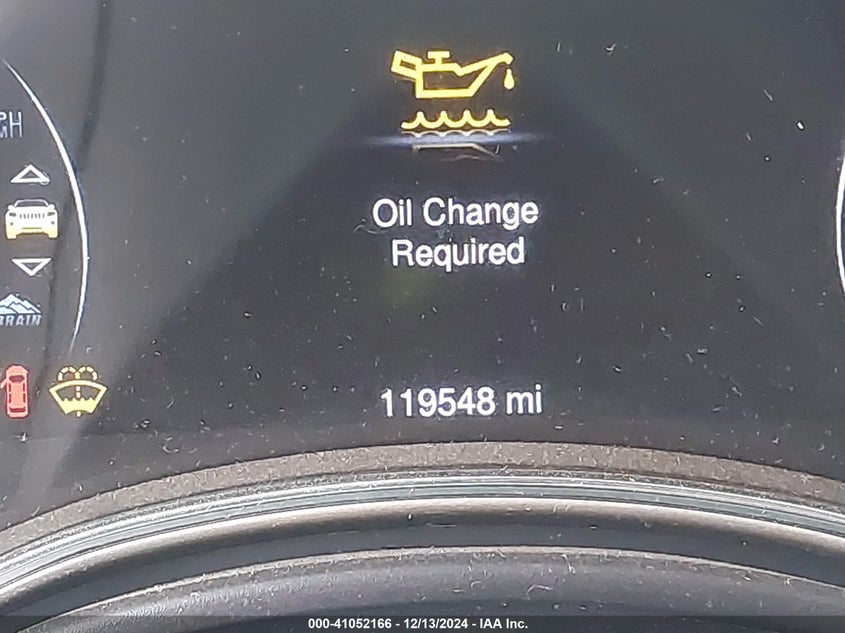 Oil Change
Required
119548 mi
000-41052166 - 12/13/2024 - IAA Inc.